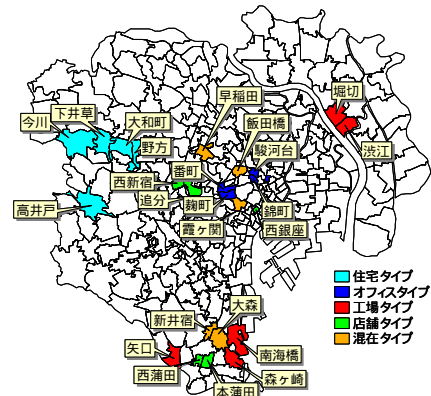 堀切
早稲田
下井草
大和町
飯田橋
今川
野方
駿河台
渋江
番町
西新宿
追分
麹町
高井戸
錦町
霞ヶ関
西銀座
住宅タイプ
オフィスタイプ
工場タイプ
店舗タイプ
混在タイプ
大森
新井宿
矢口
南海橋
西蒲田
森ヶ崎
本蒲田